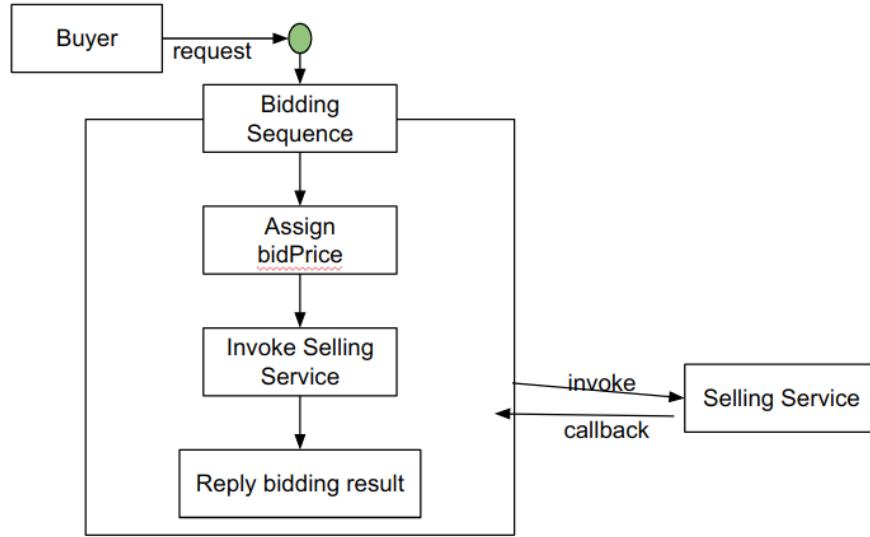 Buyer
request
Bidding
Sequence
Assign
bidPrice
Invoke Selling
Service
invoke
Selling Service
callback
Reply bidding result